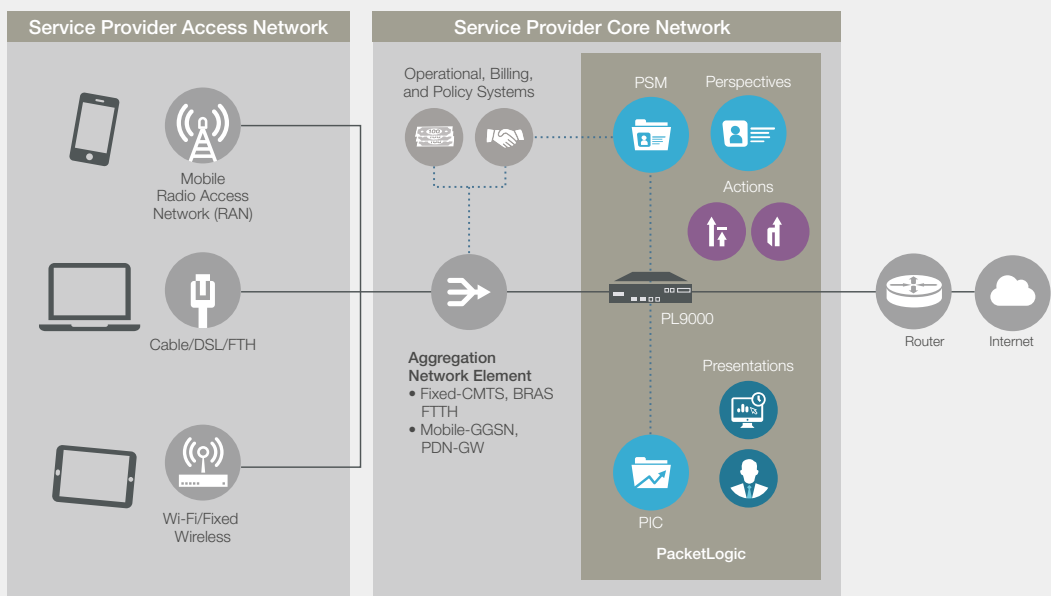 Service Provider Access Network
Mobile
Radio Access
Network (RAN)
Cable/DSL/FTH
Wi-Fi/Fixed
Wireless
Service Provider Core Network
Operational, Billing,
and Policy Systems
100
Aggregation
Network Element
• Fixed-CMTS, BRAS
FTTH
• Mobile-GGSN,
PDN-GW
PSM
Perspectives
Actions
PL9000
Presentations
PIC
PacketLogic
Router
Internet